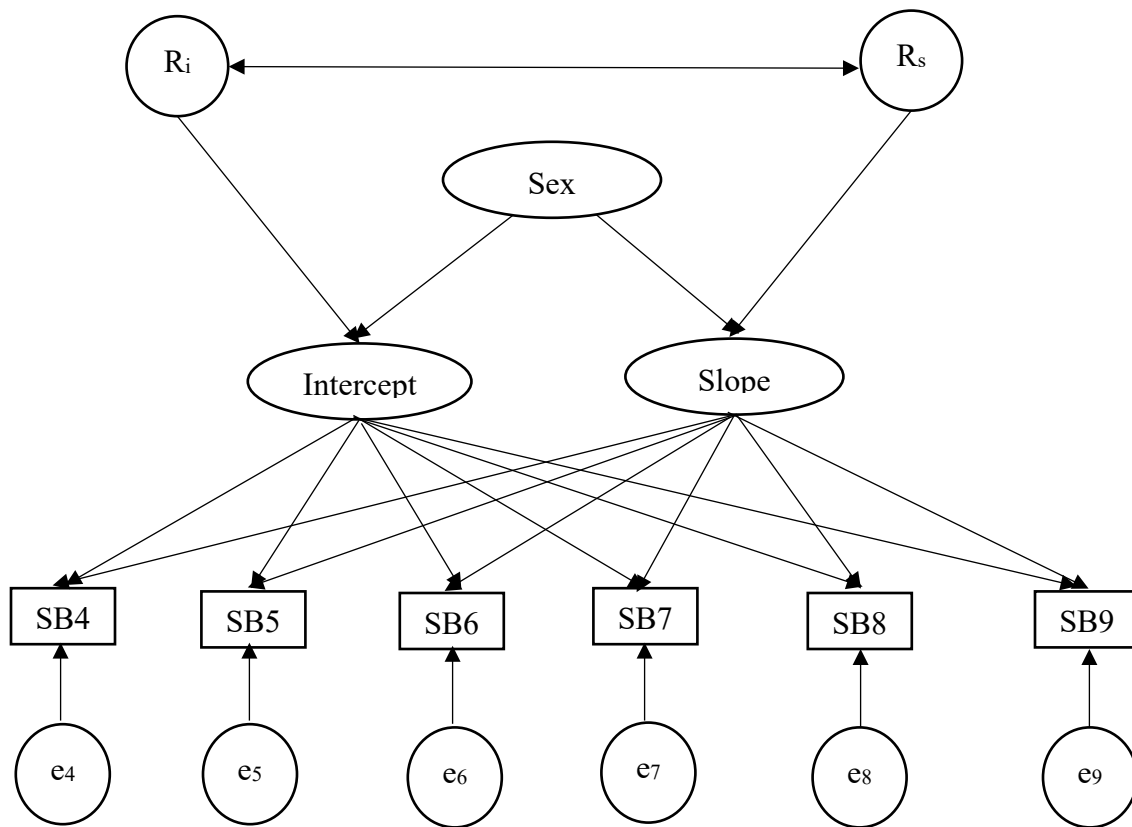 Ri
Rs
Sex
Intercept
Slope
SB4
SB5
SB6
SB7
SB8
SB9
e4
e5
e6
e7
e8
e9